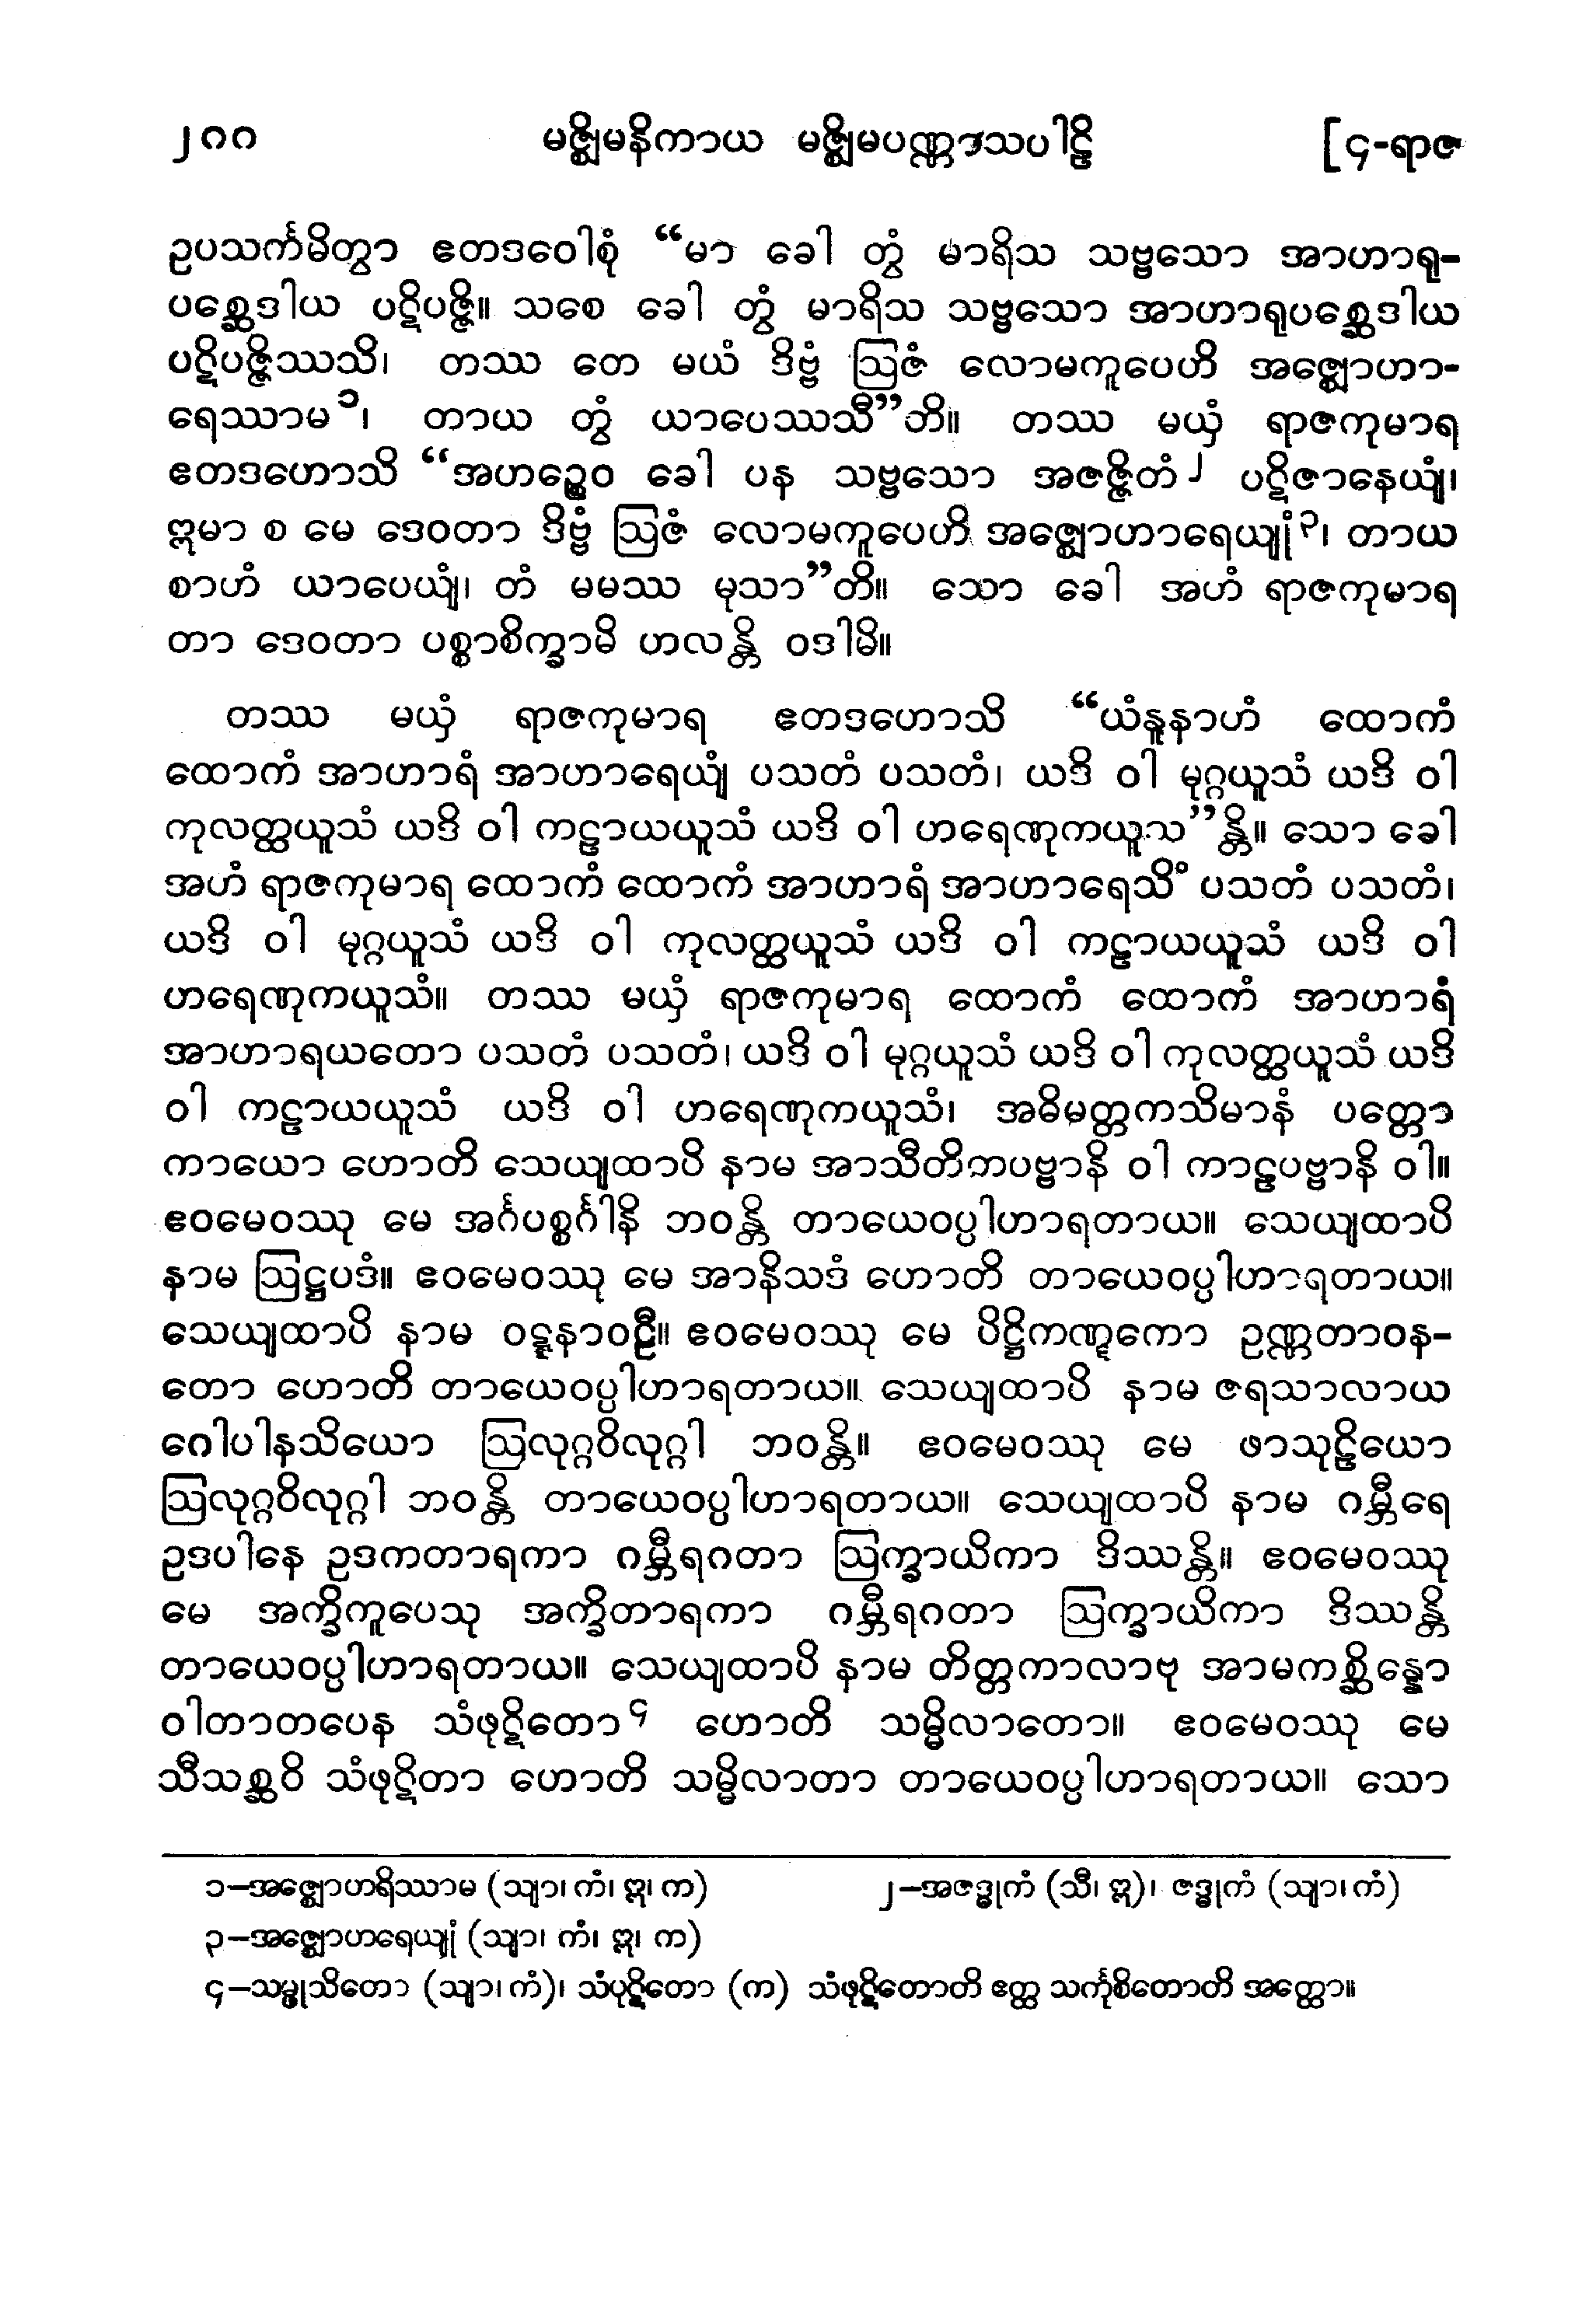 ၂၈၈ မဇ္ဈိမနိကာယ မဇ္ဈိမပဏ္ဏာသပါဠိ [၄-ရာဇ
ဥပသင်္ကမိတွာ ဧတဒဝေါစုံ “မာ ခေါ တွံ မာရိသ သဗ္ဗသော အာဟာရု-
ပစ္ဆေဒါယ ပဋိပဇ္ဇိ။ သစေ ခေါ တွံ မာရိသ သဗ္ဗသော အာဟာရုပစ္ဆေဒါယ
ပဋိပဇ္ဇိဿသိ၊ တဿ တေ မယံ ဒိဗ္ဗံ ဩဇံ လောမကူပေဟိ အဇ္ဈောဟာ-
ရေဿာမ၁၊ တာယ တွံ ယာပေဿသီ”တိ။ တဿ မယှံ ရာဇကုမာရ
ဧတဒဟောသိ “အဟဉ္စေဝ ခေါ ပန သဗ္ဗသော အဇဇ္ဇိတံ၂ ပဋိဇာနေယျံ၊
ဣမာ စ မေ ဒေဝတာ ဒိဗ္ဗံ ဩဇံ လောမကူပေဟိ အဇ္ဈောဟာရေယျုံ၃၊ တာယ
စာဟံ ယာပေယျံ၊ တံ မမဿ မုသာ”တိ။ သော ခေါ အဟံ ရာဇကုမာရ
တာ ဒေဝတာ ပစ္စာစိက္ခာမိ ဟလန္တိ ဝဒါမိ။
တဿ မယှံ ရာဇကုမာရ ဧတဒဟောသိ “ယံနူနာဟံ ထောကံ
ထောကံ အာဟာရံ အာဟာရေယျံ ပသတံ ပသတံ၊ ယဒိ ဝါ မုဂ္ဂယူသံ ယဒိ ဝါ
ကုလတ္ထယူသံ ယဒိ ဝါ ကဠာယယူသံ ယဒိ ဝါ ဟရေဏုကယူသ”န္တိ။ သော ခေါ
အဟံ ရာဇကုမာရ ထောကံ ထောကံ အာဟာရံ အာဟာရေသိံ ပသတံ ပသတံ၊
ယဒိ ဝါ မုဂ္ဂယူသံ ယဒိ ဝါ ကုလတ္ထယူသံ ယဒိ ဝါ ကဠာယယူသံ ယဒိ ဝါ
ဟရေဏုကယူသံ။ တဿ မယှံ ရာဇကုမာရ ထောကံ ထောကံ အာဟာရံ
အာဟာရယတော ပသတံ ပသတံ၊ ယဒိ ဝါ မုဂ္ဂယူသံ ယဒိ ဝါ ကုလတ္ထယူသံ ယဒိ
ဝါ ကဠာယယူသံ ယဒိ ဝါ ဟရေဏုကယူသံ၊ အဓိမတ္တကသိမာနံ ပတ္တော
ကာယော ဟောတိ သေယျထာပိ နာမ အာသီတိကပဗ္ဗာနိ ဝါ ကာဠပဗ္ဗာနိ ဝါ။
ဧဝမေဝဿု မေ အင်္ဂပစ္စင်္ဂါနိ ဘဝန္တိ တာယေဝပ္ပါဟာရတာယ။ သေယျထာပိ
နာမ ဩဋ္ဌပဒံ။ ဧဝမေဝဿု မေ အာနိသဒံ ဟောတိ တာယေဝပ္ပါဟာရတာယ။
သေယျထာပိ နာမ ဝဋ္ဋနာဝဠီ။ ဧဝမေဝဿု မေ ပိဋ္ဌိကဏ္ဋကော ဥဏ္ဏတာဝန-
တော ဟောတိ တာယေဝပ္ပါဟာရတာယ။ သေယျထာပိ နာမ ဇရသာလာယ
ဂေါပါနသိယော ဩလုဂ္ဂဝိလုဂ္ဂါ ဘဝန္တိ။ ဧဝမေဝဿု မေ ဖာသုဠိယော
ဩလုဂ္ဂဝိလုဂ္ဂါ ဘဝန္တိ တာယေဝပ္ပါဟာရတာယ။ သေယျထာပိ နာမ ဂမ္ဘီရေ
ဥဒပါနေ ဥဒကတာရကာ ဂမ္ဘီရဂတာ ဩက္ခာယိကာ ဒိဿန္တိ။ ဧဝမေဝဿု
မေ အက္ခိကူပေသု အက္ခိတာရကာ ဂမ္ဘီရဂတာ ဩက္ခာယိကာ ဒိဿန္တိ
တာယေဝပ္ပါဟာရတာယ။ သေယျထာပိ နာမ တိတ္တကာလာဗု အာမကစ္ဆိန္နော
ဝါတာတပေန သံဖုဋိတော၄ ဟောတိ သမ္မိလာတော။ ဧဝမေဝဿု မေ
သီသစ္ဆဝိ သံဖုဋိတာ ဟောတိ သမ္မိလာတာ တာယေဝပ္ပါဟာရတာယ။ သော
၁–အဇ္ဈောဟရိဿာမ (သျာ၊ ကံ၊ ဣ၊ က) ၂–အဇဒ္ဓုကံ (သီ၊ ဣ)၊ ဇဒ္ဓုကံ (သျာ၊ ကံ)
၃–အဇ္ဈောဟရေယျုံ (သျာ၊ ကံ၊ ဣ၊ က)
၄–သမ္ဖုသိတော (သျာ၊ ကံ)၊ သံပုဋ္ဋိတော (က) သံဖုဋ္ဋိတောတိ ဧတ္ထ သင်္ကုစိတောတိ အတ္ထော။